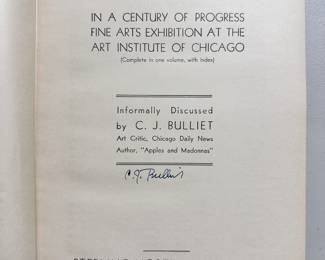 IN A CENTURY OF PROGRESS
FINE ARTS EXHIBITION AT THE
ART INSTITUTE OF CHICAGO
(Complete in one volume, with Index)
Informally Discussed
by C. J. BULLIET
Art Critic, Chicago Daily News
Author, "Apples and Madonnas"
C. J. Bulliet